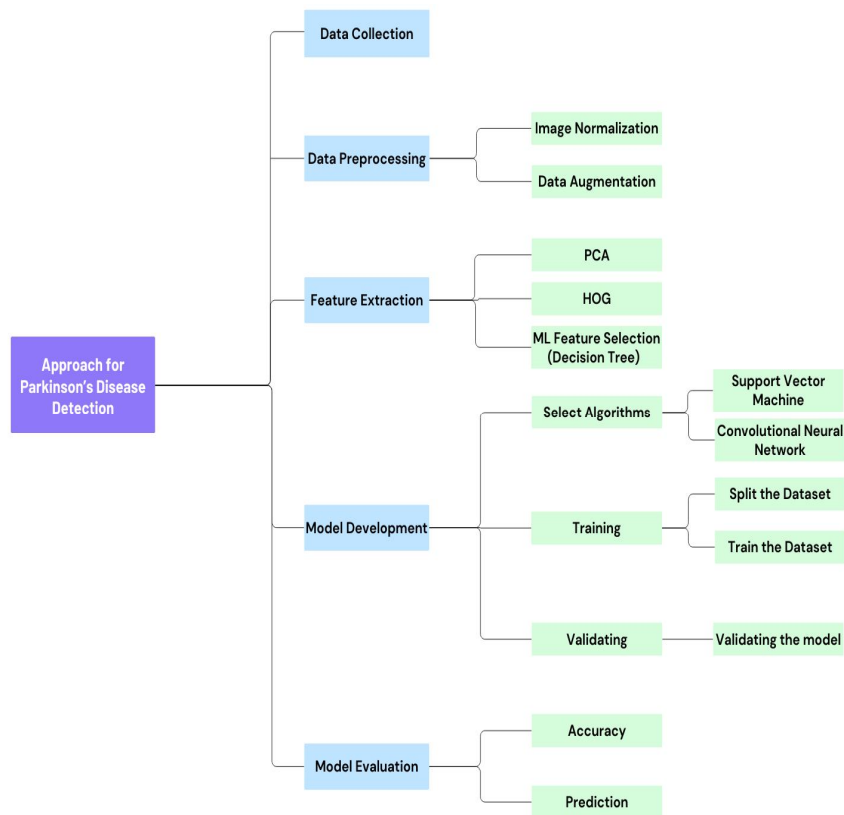 Data Collection
Image Normalization
Data Preprocessing
Data Augmentation
PCA
Feature Extraction
HOG
ML Feature Selection
(Decision Tree)
Approach for
Parkinson's Disease
Detection
Support Vector
Machine
Select Algorithms
Convolutional Neural
Network
Split the Dataset
Model Development
Training
Train the Dataset
Validating
Validating the model
Accuracy
Model Evaluation
Prediction